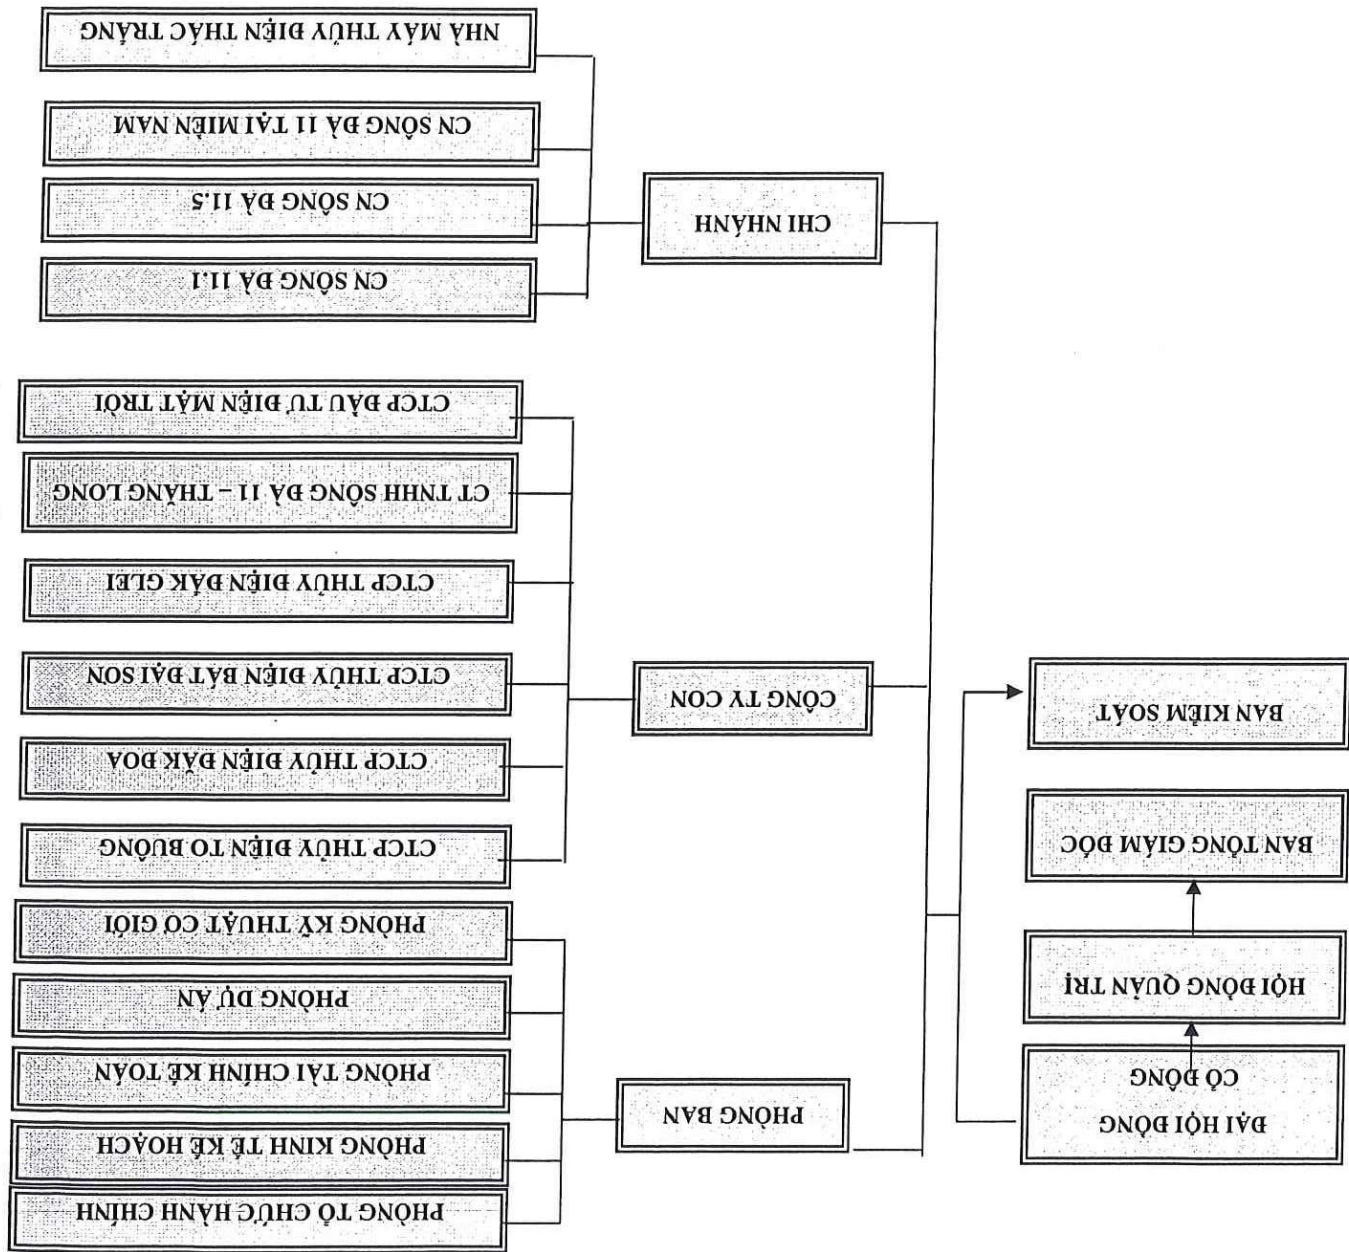 ĐẠI HỘI ĐỒNG
CỔ ĐÔNG
HỘI ĐỒNG QUẢN TRỊ
BAN TỔNG GIÁM ĐỐC
BAN KIỂM SOÁT
PHÒNG BAN
PHÒNG TỔ CHỨC HÀNH CHÍNH
PHÒNG KINH TẾ KẾ HOẠCH
PHÒNG TÀI CHÍNH KẾ TOÁN
PHÒNG DỰ ÁN
PHÒNG KỸ THUẬT CƠ GIỚI
CÔNG TY CON
CTCP THỦY ĐIỆN TO BUÔNG
CTCP THỦY ĐIỆN ĐĂK ĐOA
CTCP THỦY ĐIỆN BÁT ĐẠI SƠN
CTCP THỦY ĐIỆN ĐĂK GLEI
CT TNHH SÔNG ĐÀ 11 – THĂNG LONG
CTCP ĐẦU TƯ ĐIỆN MẶT TRỜI
CHI NHÁNH
CN SÔNG ĐÀ 11.1
CN SÔNG ĐÀ 11.5
CN SÔNG ĐÀ 11 TẠI MIỀN NAM
NHÀ MÁY THỦY ĐIỆN THÁC TRẮNG